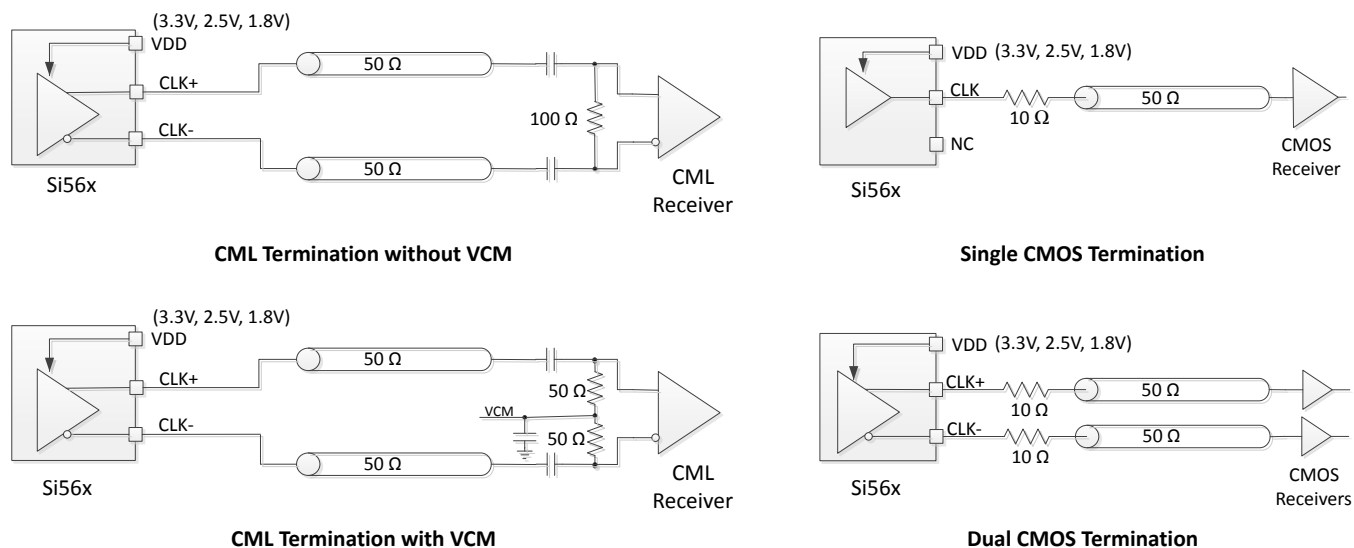 (3.3V, 2.5V, 1.8V)
VDD
CLK+
CLK-
50 Ω
50 Ω
100 Ω
Si56x
CML
Receiver
CML Termination without VCM
VDD (3.3V, 2.5V, 1.8V)
CLK
10 Ω
50 Ω
NC
CMOS
Receiver
Si56x
Single CMOS Termination
(3.3V, 2.5V, 1.8V)
VDD
CLK+
CLK-
50 Ω
50 Ω
VCM
50 Ω
50 Ω
Si56x
CML
Receiver
CML Termination with VCM
VDD (3.3V, 2.5V, 1.8V)
CLK+
10 Ω
50 Ω
CLK-
10 Ω
50 Ω
CMOS
Receivers
Si56x
Dual CMOS Termination